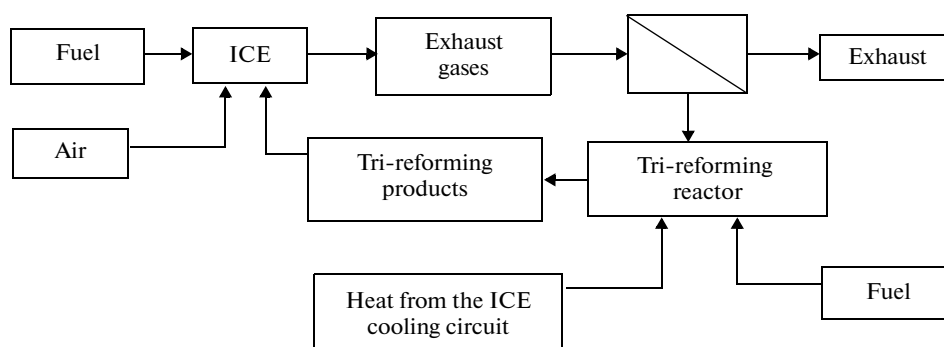 Fuel
ICE
Exhaust
gases
Exhaust
Air
Tri-reforming
products
Tri-reforming
reactor
Heat from the ICE
cooling circuit
Fuel